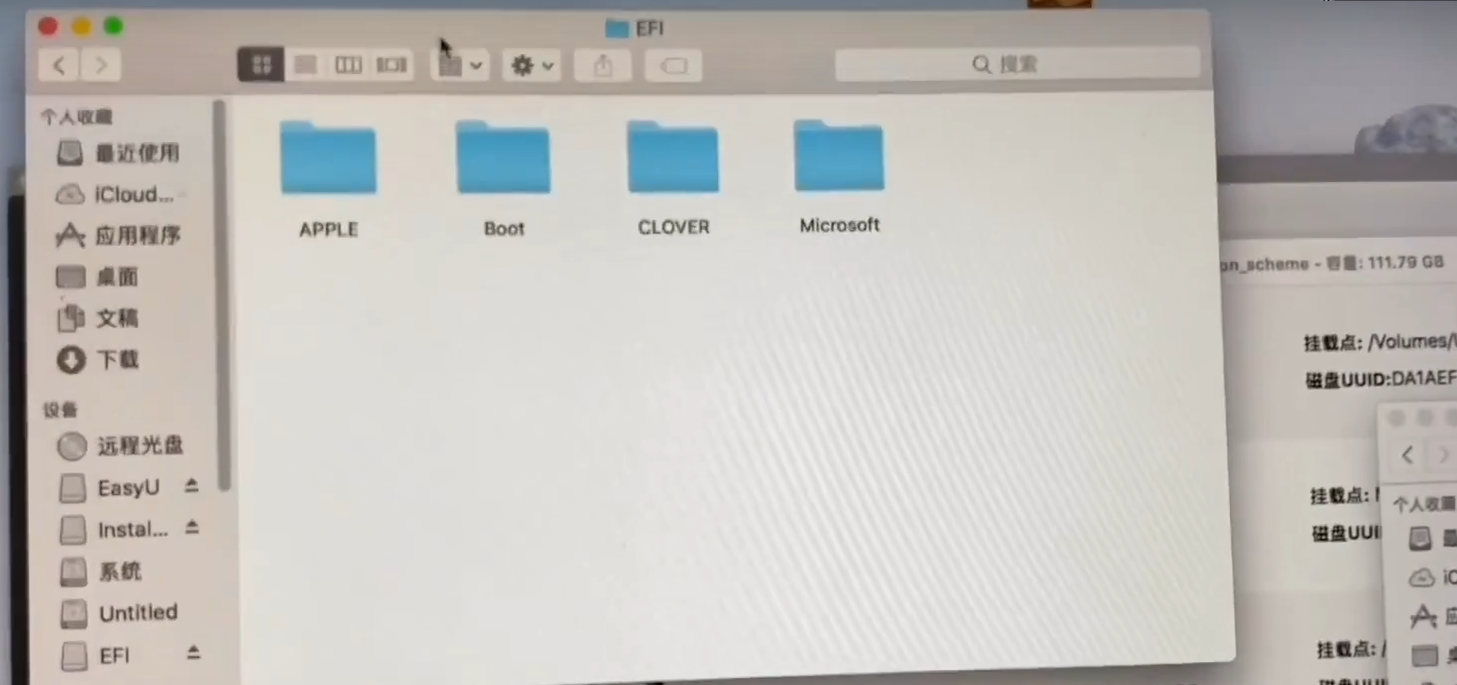 EFI
搜索
个人收藏
最近使用
iCloud...
应用程序
桌面
文稿
下载
设备
远程光盘
EasyU
Instal...
系统
Untitled
EFI
APPLE
Boot
CLOVER
Microsoft
on_scheme - 容量: 111.79 GB
挂载点: /Volumes/
磁盘UUID:DA1AEF
挂载点:
磁盘UUI
个人收藏
挂载点: /